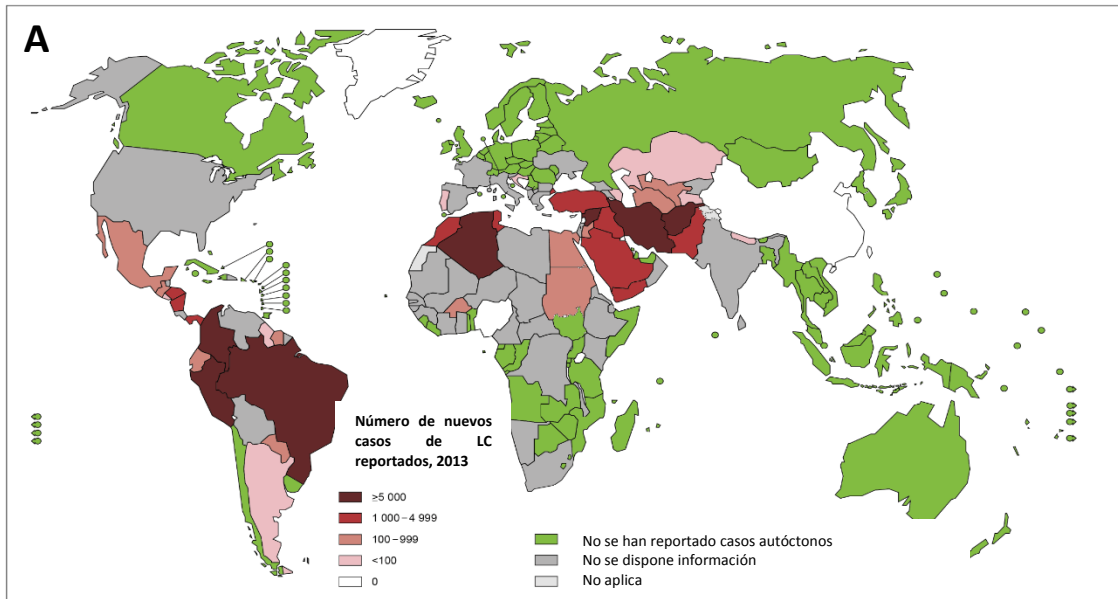 A
Número de nuevos
casos de LC
reportados, 2013
≥5 000
1 000–4 999
100–999
<100
0
No se han reportado casos autóctonos
No se dispone información
No aplica